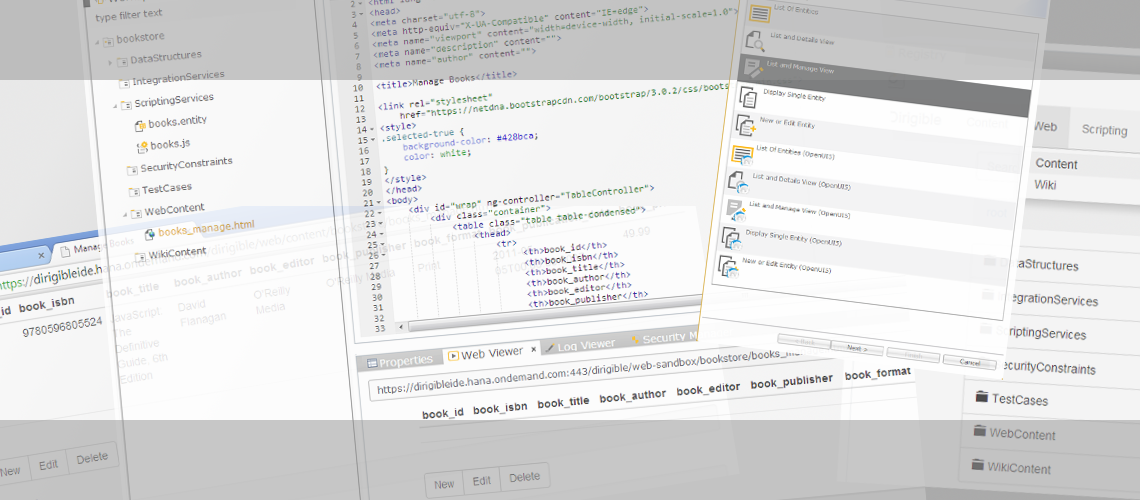 type filter text
bookstore
DataStructures
IntegrationServices
ScriptingServices
books.entity
books.js
SecurityConstraints
TestCases
WebContent
books_manage.html
WikiContent
2
3
4
5
6
7
8
9
10
11
12
13
14
15
16
17
18
19
20
21
22
23
24
25
26
27
28
29
30
31
32
33
<head>
<meta charset="utf-8">
<meta http-equiv="X-UA-Compatible" content="IE=edge">
<meta name="viewport" content="width=device-width, initial-scale=1.0">
<meta name="description" content="">
<meta name="author" content="">
<title>Manage Books</title>
<link rel="stylesheet"
href="https://netdna.bootstrapcdn.com/bootstrap/3.0.2/css/boots
<style>
.selected-true {
background-color: #428bca;
color: white;
}
</style>
</head>
<body>
<div id="wrap" ng-controller="TableController">
<div class="container">
<table class="table table-condensed">
<thead>
<tr>
<th>book_id</th>
<th>book_isbn</th>
<th>book_title</th>
<th>book_author</th>
<th>book_editor</th>
<th>book_publisher</th>
List Of Entities
List and Details View
List and Manage View
Display Single Entity
New or Edit Entity
List Of Entities (OpenUI5)
List and Details View (OpenUI5)
List and Manage View (OpenUI5)
Display Single Entity (OpenUI5)
New or Edit Entity (OpenUI5)
< Back
Next >
Finish
Cancel
Dirigible
Web
Scripting
Content
Wiki
DataStructures
IntegrationServices
ScriptingServices
SecurityConstraints
TestCases
WebContent
WikiContent
Manage Books
https://dirigibleide.hana.ondemand.com
dirigible/web/content/books
id book_isbn
book_title book_author book_editor book_publisher book_format
9780596805524
JavaScript
The
Definitive
Guide, 6th
Edition
David
Flanagan
O'Reilly
Media
O'Reilly Media
Print
2011-0
05T00
49.99
New
Edit
Delete
Properties
Web Viewer
Log Viewer
Security M
https://dirigibleide.hana.ondemand.com:443/dirigible/web-sandbox/bookstore/books_m
book_id book_isbn book_title book_author book_editor book_publisher book_format
New
Edit
Delete